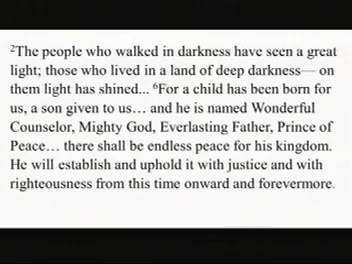 ²The people who walked in darkness have seen a great
light; those who lived in a land of deep darkness— on
them light has shined... ⁶For a child has been born for
us, a son given to us… and he is named Wonderful
Counselor, Mighty God, Everlasting Father, Prince of
Peace… there shall be endless peace for his kingdom.
He will establish and uphold it with justice and with
righteousness from this time onward and forevermore.